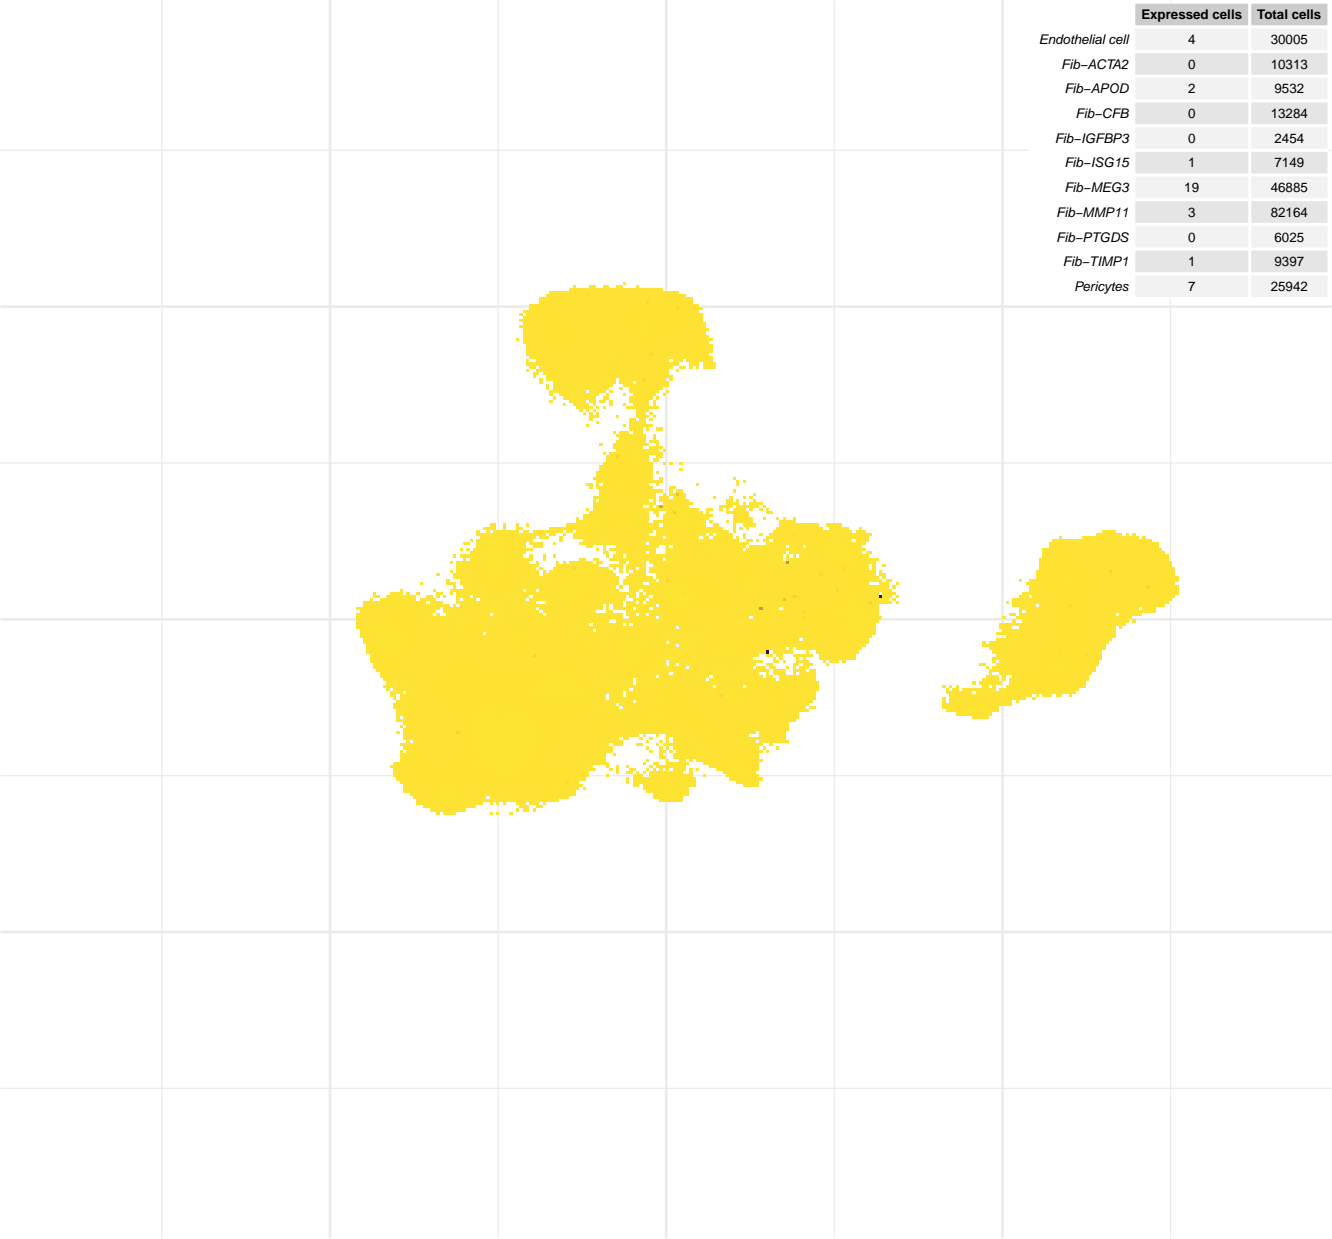 Expressed cells Total cells
Endothelial cell 4 30005
Fib−ACTA2 0 10313
Fib−APOD 2 9532
Fib−CFB 0 13284
Fib−IGFBP3 0 2454
Fib−ISG15 1 7149
Fib−MEG3 19 46885
Fib−MMP11 3 82164
Fib−PTGDS 0 6025
Fib−TIMP1 1 9397
Pericytes 7 25942